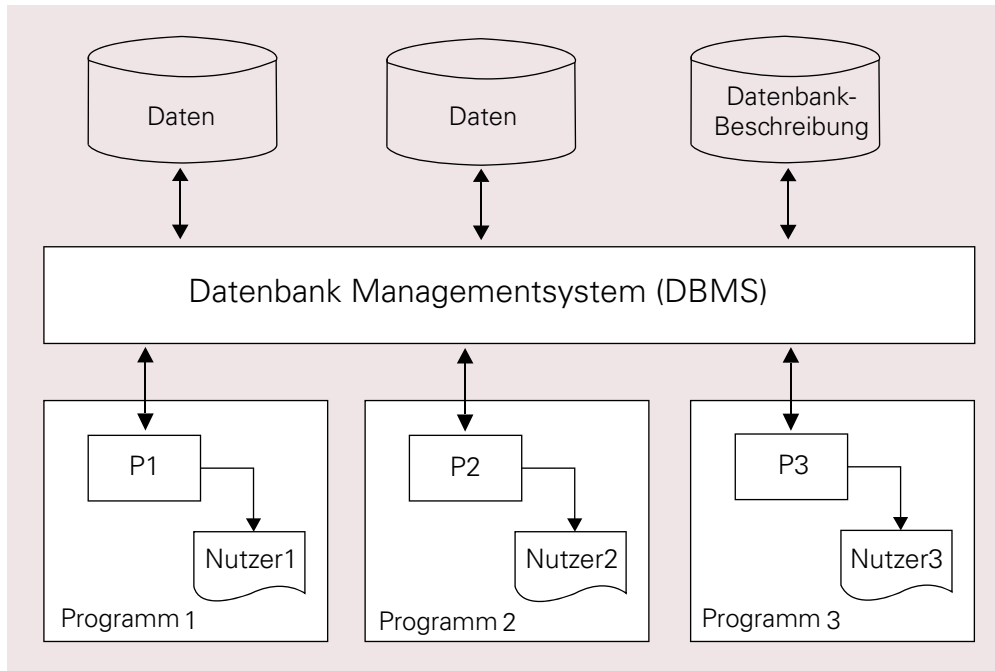 Daten
Daten
Datenbank-
Beschreibung
Datenbank Managementsystem (DBMS)
P1
Nutzer1
Programm 1
P2
Nutzer2
Programm 2
P3
Nutzer3
Programm 3